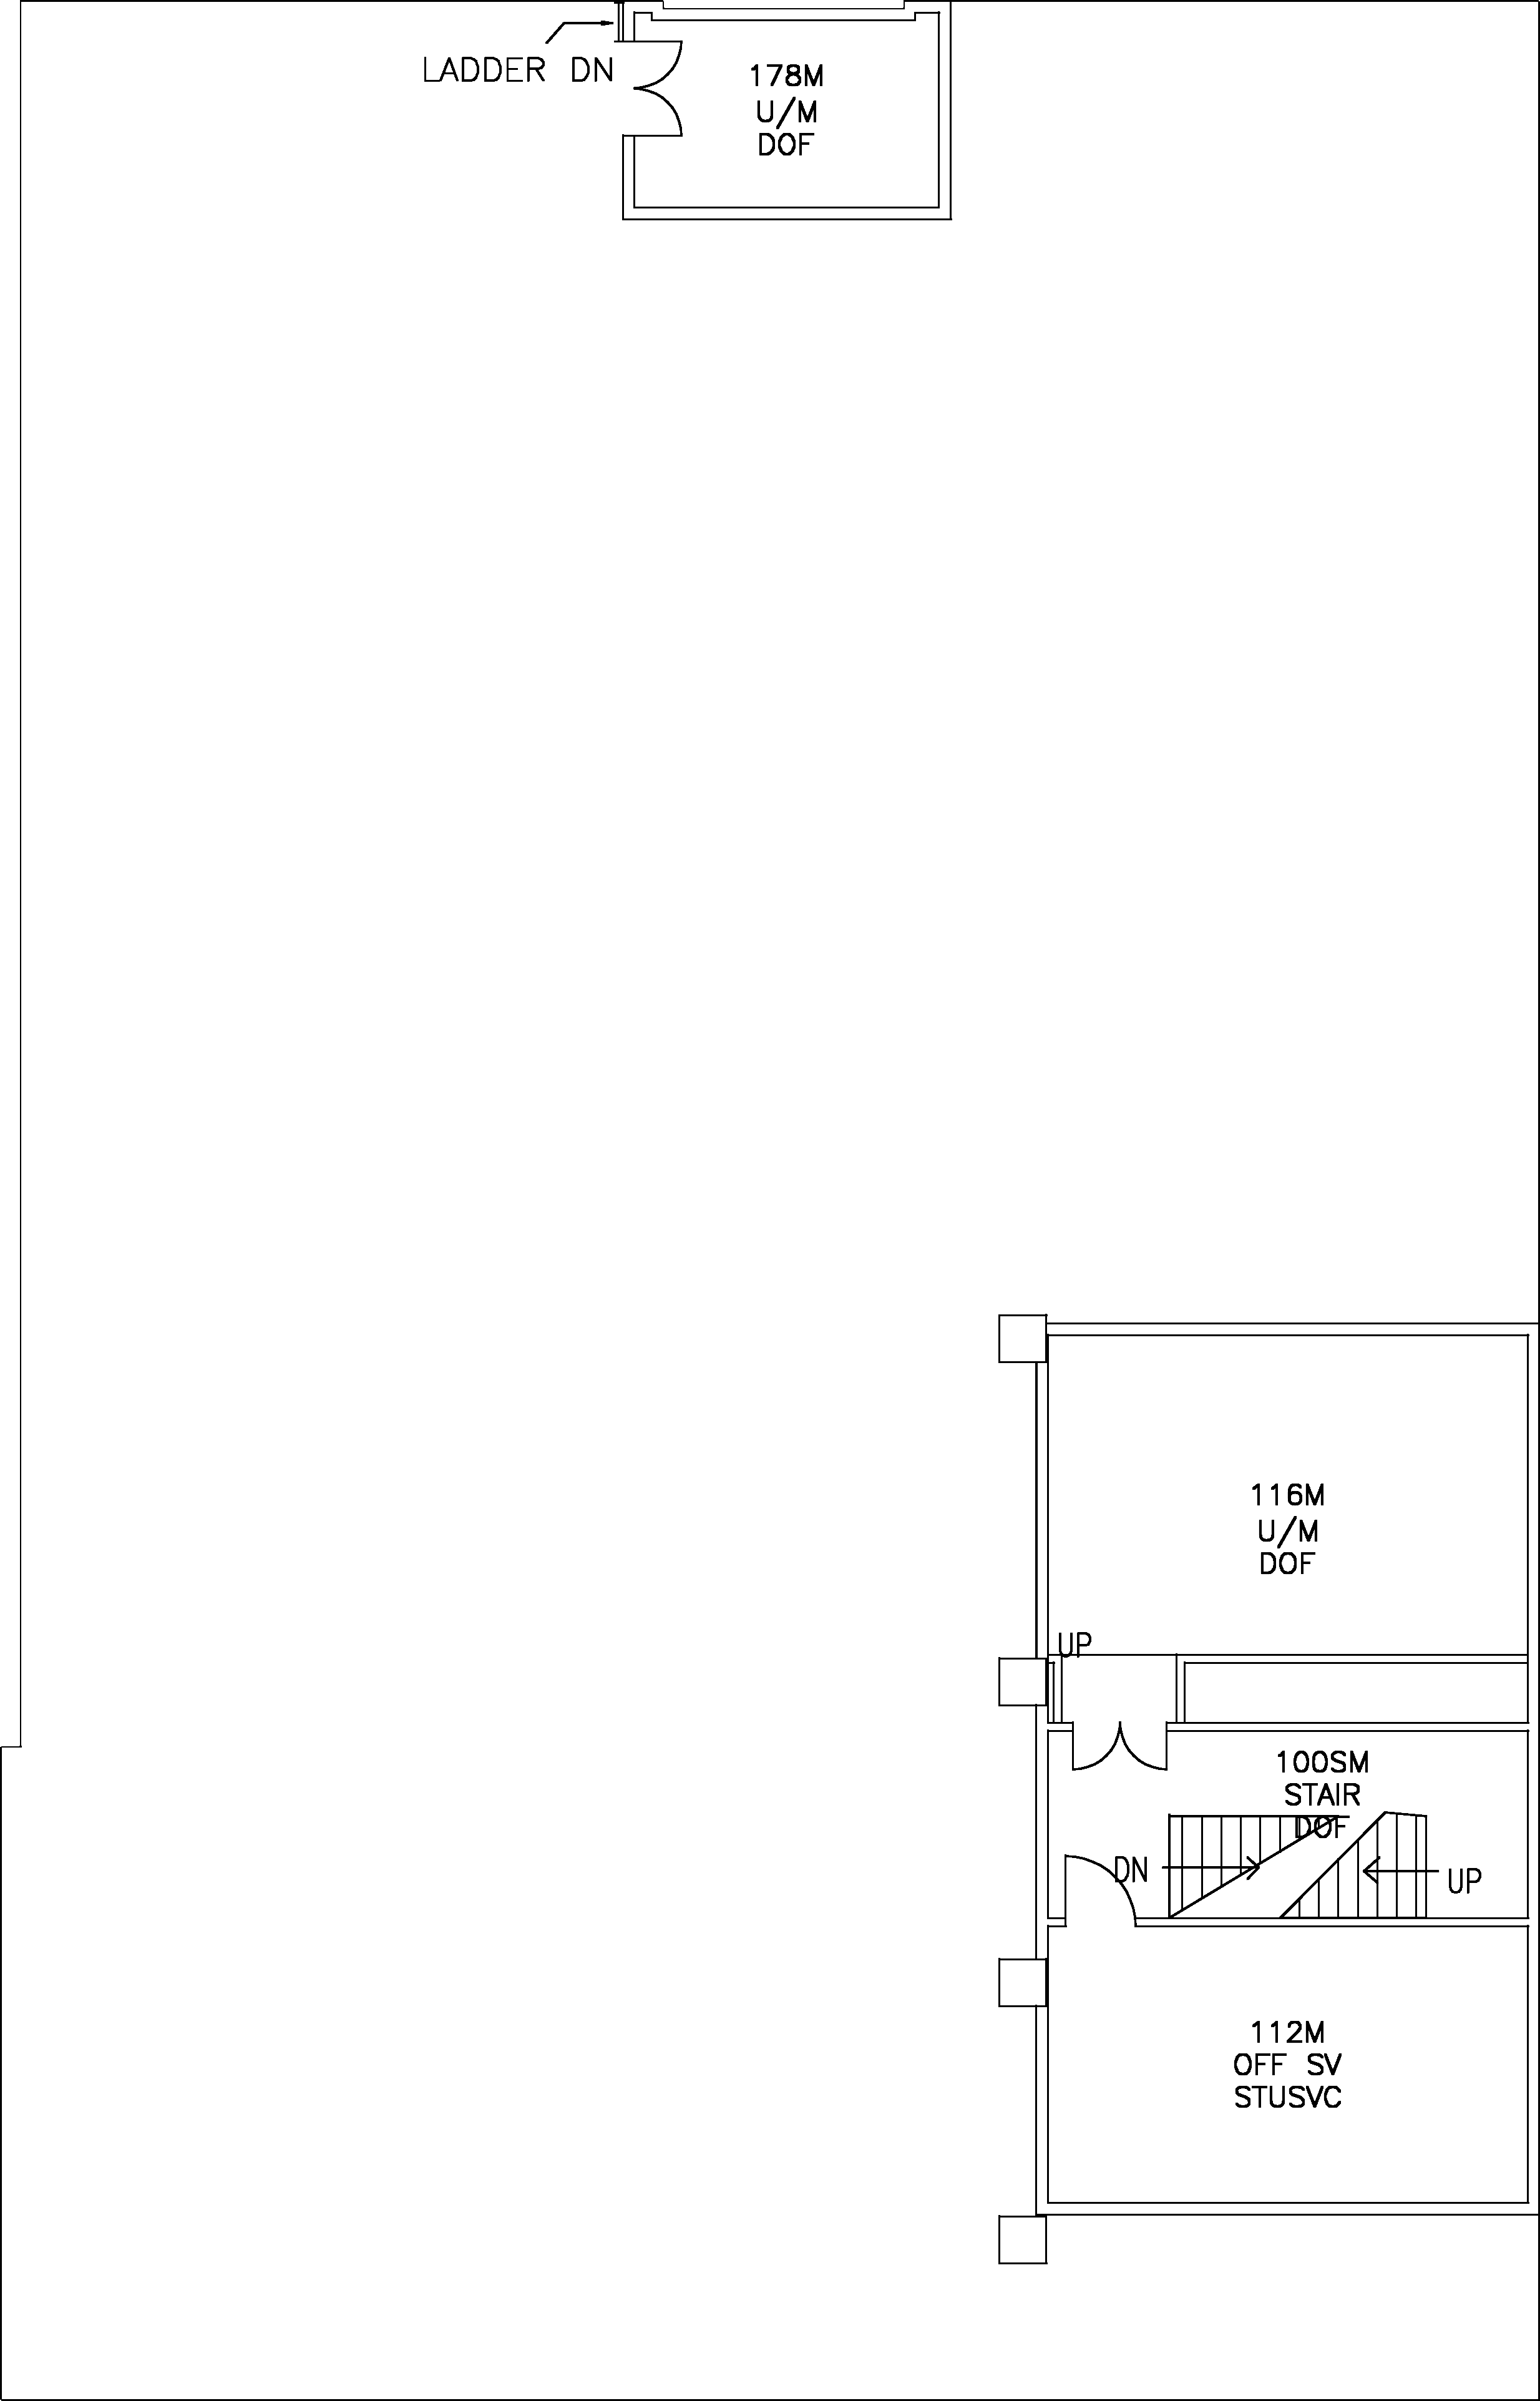 LADDER DN
178M
U/M
DOF
116M
U/M
DOF
UP
100SM
STAIR
DOF
DN
UP
112M
OFF SV
STUSVC